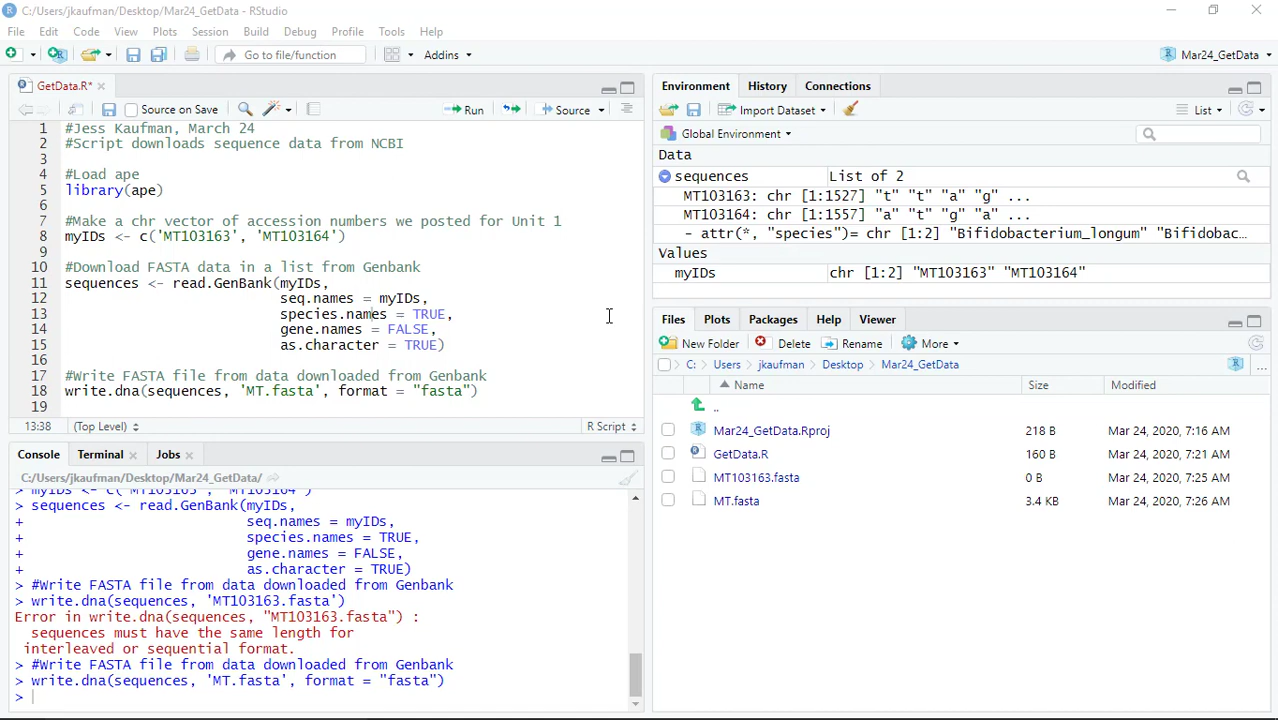 C:/Users/jkaufman/Desktop/Mar24_GetData - RStudio
File Edit Code View Plots Session Build Debug Profile Tools Help
Go to file/function
Addins
Mar24_GetData
GetData.R*
Source on Save
Run
Source
1 #Jess Kaufman, March 24
2 #Script downloads sequence data from NCBI
3
4 #Load ape
5 library(ape)
6
7 #Make a chr vector of accession numbers we posted for Unit 1
8 myIDs <- c('MT103163', 'MT103164')
9
10 #Download FASTA data in a list from Genbank
11 sequences <- read.GenBank(myIDs,
12 seq.names = myIDs,
13 species.names = TRUE,
14 gene.names = FALSE,
15 as.character = TRUE)
16
17 #Write FASTA file from data downloaded from Genbank
18 write.dna(sequences, 'MT.fasta', format = "fasta")
19
13:38 (Top Level) R Script
Console Terminal Jobs
C:/Users/jkaufman/Desktop/Mar24_GetData/
> myIDs <- c('MT103163', 'MT103164')
> sequences <- read.GenBank(myIDs,
+ seq.names = myIDs,
+ species.names = TRUE,
+ gene.names = FALSE,
+ as.character = TRUE)
> #Write FASTA file from data downloaded from Genbank
> write.dna(sequences, 'MT103163.fasta')
Error in write.dna(sequences, "MT103163.fasta") :
sequences must have the same length for
interleaved or sequential format.
> #Write FASTA file from data downloaded from Genbank
> write.dna(sequences, 'MT.fasta', format = "fasta")
>
Environment History Connections
Import Dataset
List
Global Environment
Data
sequences List of 2
MT103163: chr [1:1527] "t" "t" "a" "g" ...
MT103164: chr [1:1557] "a" "t" "g" "a" ...
- attr(*, "species")= chr [1:2] "Bifidobacterium_longum" "Bifidobac...
Values
myIDs chr [1:2] "MT103163" "MT103164"
Files Plots Packages Help Viewer
New Folder Delete Rename More
C: Users jkaufman Desktop Mar24_GetData ...
Name Size Modified
..
Mar24_GetData.Rproj 218 B Mar 24, 2020, 7:16 AM
GetData.R 160 B Mar 24, 2020, 7:21 AM
MT103163.fasta 0 B Mar 24, 2020, 7:25 AM
MT.fasta 3.4 KB Mar 24, 2020, 7:26 AM